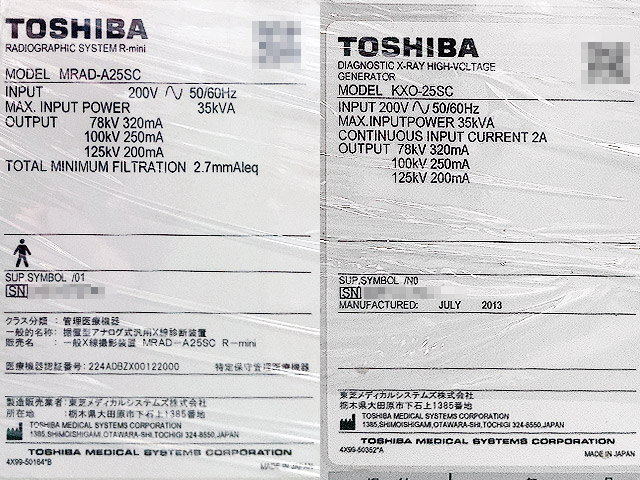 TOSHIBA
RADIOGRAPHIC SYSTEM R-mini
MODEL MRAD-A25SC
INPUT 200V 50/60Hz
MAX. INPUT POWER 35kVA
OUTPUT 78kV 320mA
100kV 250mA
125kV 200mA
TOTAL MINIMUM FILTRATION 2.7mmAleq
SUP.SYMBOL /01
SN
クラス分類 : 管理医療機器
一般的名称: 据置型アナログ式汎用X線診断装置
販売名 : 一般X線撮影装置 MRAD-A25SC R-mini
医療機器認証番号: 224ADBZX00122000 特定保守管理医療機器
製造販売業者:東芝メディカルシステムズ株式会社
所在地 :栃木県大田原市下石上1385番地
TOSHIBA MEDICAL SYSTEMS CORPORATION
1385,SHIMOISHIGAMI,OTAWARA-SHI,TOCHIGI 324-8550,JAPAN
TOSHIBA MEDICAL SYSTEMS CORPORATION
4X99-50164*B MADE IN JAPAN
TOSHIBA
DIAGNOSTIC X-RAY HIGH-VOLTAGE
GENERATOR
MODEL KXO-25SC
INPUT 200V 50/60Hz
MAX.INPUTPOWER 35kVA
CONTINUOUS INPUT CURRENT 2A
OUTPUT 78kV 320mA
100kV 250mA
125kV 200mA
SUP.SYMBOL /N0
SN
MANUFACTURED: JULY 2013
東芝メディカルシステムズ株式会社
栃木県大田原市下石上1385番地
TOSHIBA MEDICAL SYSTEMS CORPORATION
1385,SHIMOISHIGAMI,OTAWARA-SHI,TOCHIGI 324-8550,JAPAN
TOSHIBA MEDICAL SYSTEMS CORPORATION
4X99-50352*A MADE IN JAPAN